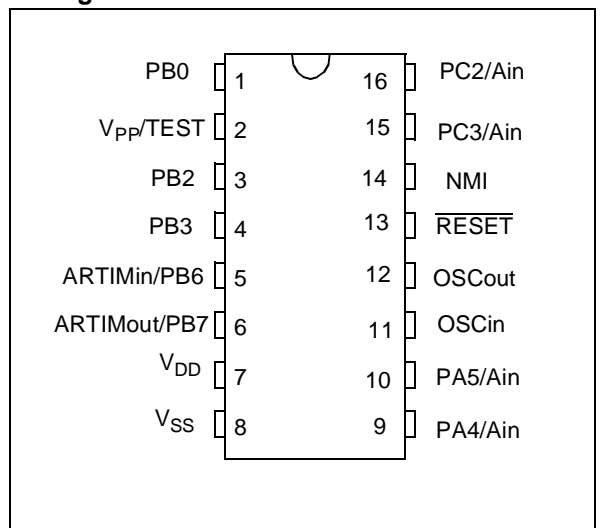 PB0 1 16 PC2/Ain
VPP/TEST 2 15 PC3/Ain
PB2 3 14 NMI
PB3 4 13 RESET
ARTIMin/PB6 5 12 OSCout
ARTIMout/PB7 6 11 OSCin
VDD 7 10 PA5/Ain
VSS 8 9 PA4/Ain